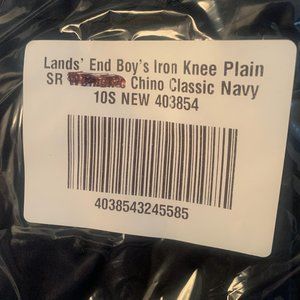 Lands' End Boy's Iron Knee Plain
SR Chino Classic Navy
10S NEW 403854
4038543245585